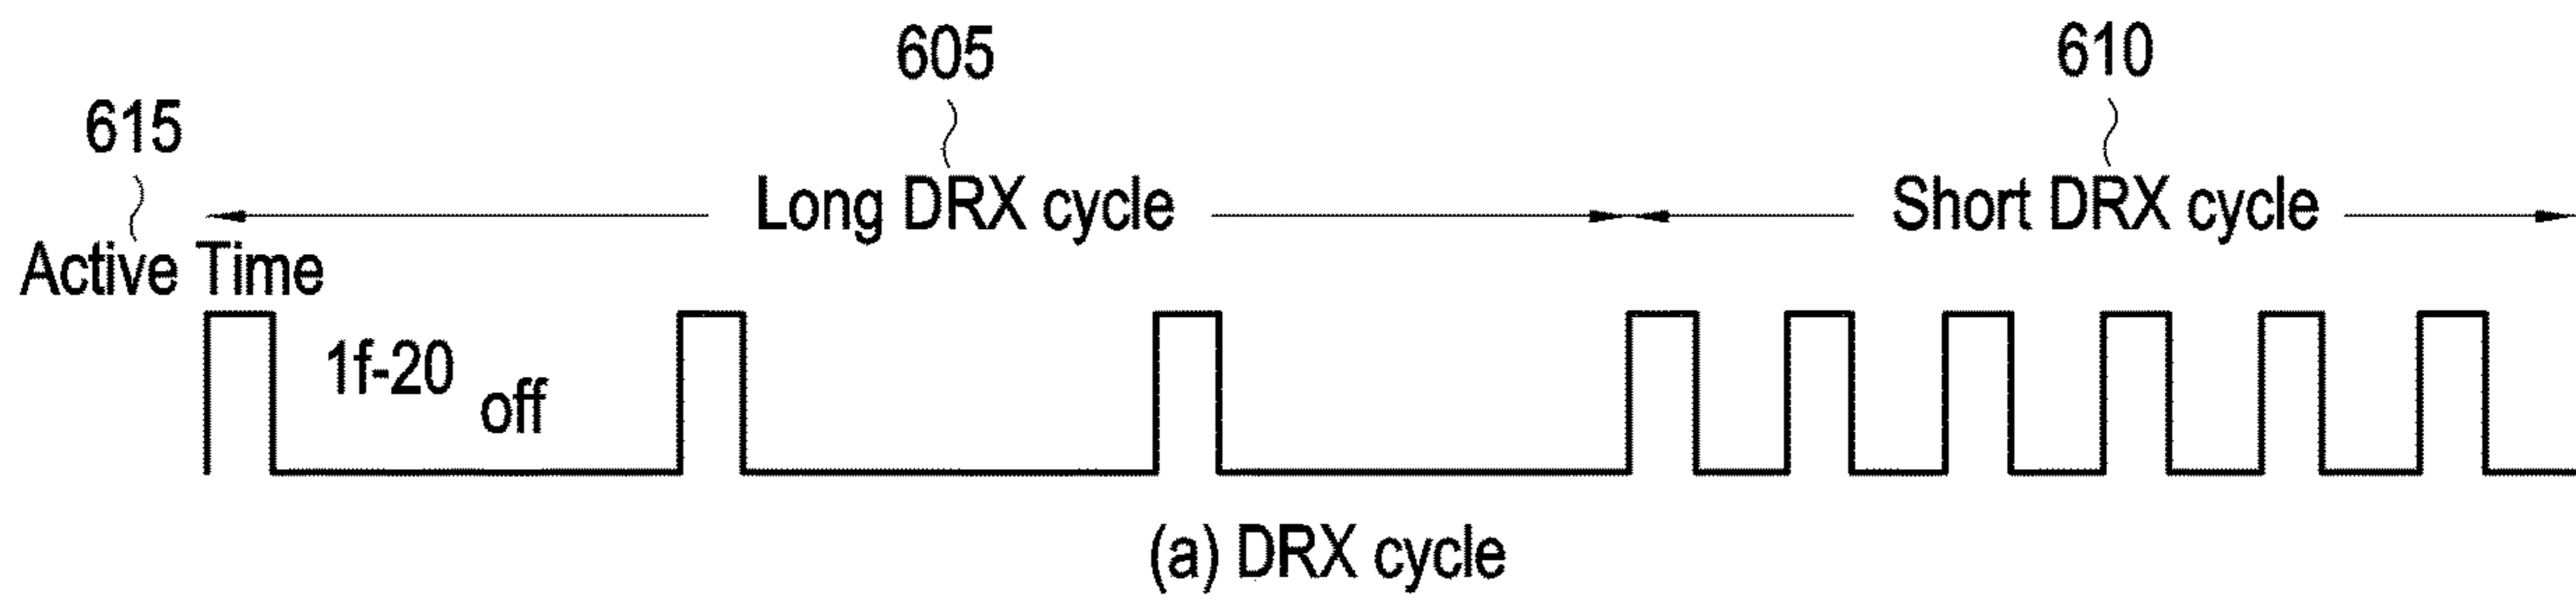 605
610
615
Long DRX cycle
Short DRX cycle
Active Time
1f-20
off
(a) DRX cycle